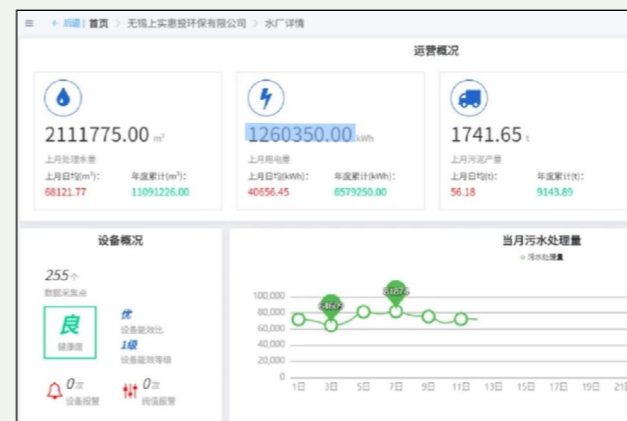 后退 | 首页 > 无锡上实惠投环保有限公司 > 水厂详情
运营概况
2111775.00 m³
上月处理水量
上月日均(m³): 年度累计(m³):
68121.77 11091226.00
1260350.00 kWh
上月用电量
上月日均(kWh): 年度累计(kWh):
40656.45 6579250.00
1741.65 t
上月污泥产量
上月日均(t): 年度累计(t):
56.18 9143.89
设备概况
255个
数据采集点
良
健康度
优
设备能效比
1级
设备能效等级
0次
设备报警
0次
阀值报警
当月污水处理量
污水处理量
100,000
80,000
60,000
40,000
20,000
0
1日 3日 5日 7日 9日 11日 13日 15日 17日 19日